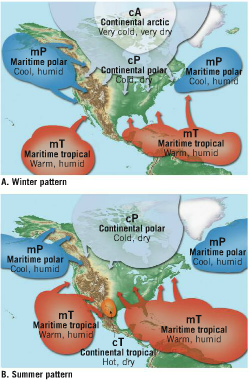 cA
Continental arctic
Very cold, very dry
mP
Maritime polar
Cool, humid
cP
Continental polar
Cold, dry
mP
Maritime polar
Cool, humid
mT
Maritime tropical
Warm, humid
mT
Maritime tropical
Warm, humid
A. Winter pattern
cP
Continental polar
Cold, dry
mP
Maritime polar
Cool, humid
mP
Maritime polar
Cool, humid
mT
Maritime tropical
Warm, humid
mT
Maritime tropical
Warm, humid
cT
Continental tropical
Hot, dry
B. Summer pattern